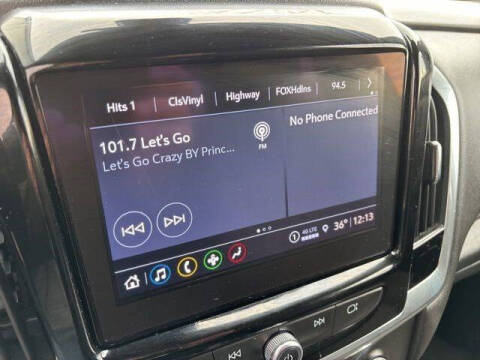 Hits 1 ClsVinyl Highway FOXHdlns 94.5
101.7 Let's Go
Let's Go Crazy BY Princ...
FM
No Phone Connected
1 4G LTE 36° 12:13